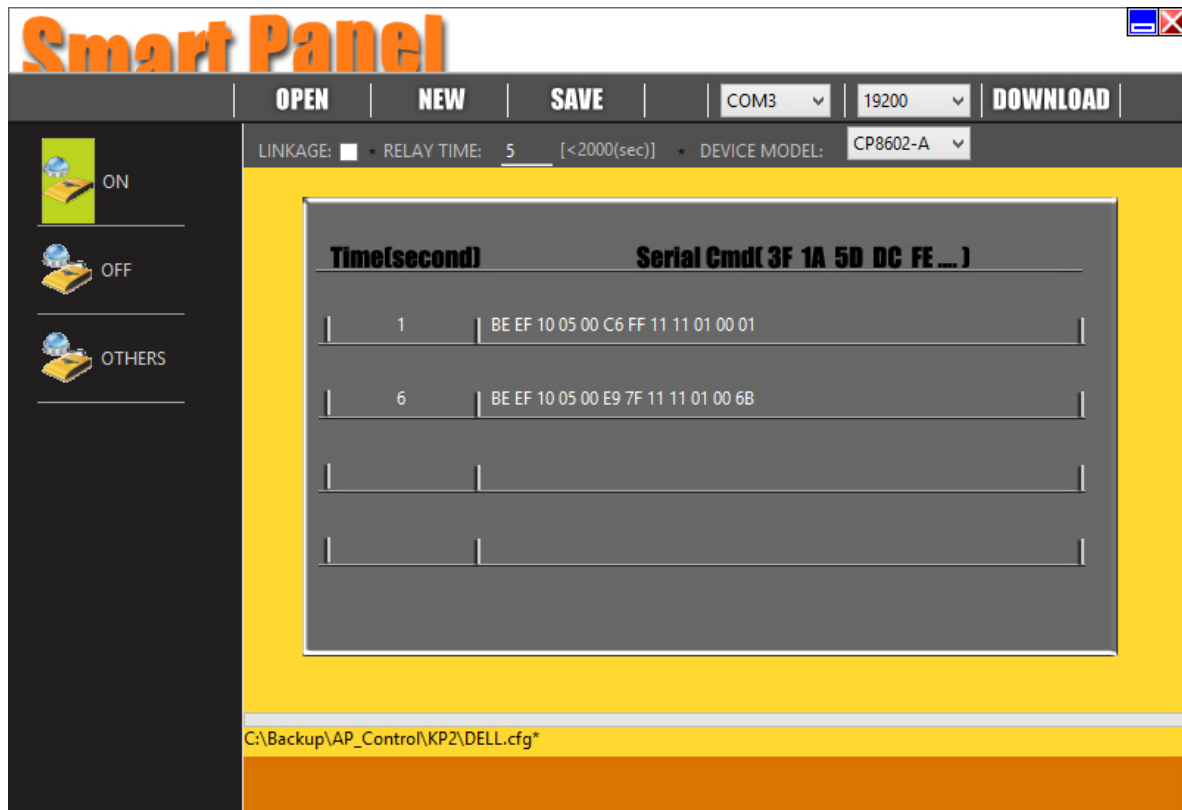 Smart Panel
OPEN NEW SAVE COM3 19200 DOWNLOAD
LINKAGE: * RELAY TIME: 5 [<2000(sec)] * DEVICE MODEL: CP8602-A
ON
OFF
OTHERS
Time(second) Serial Cmd( 3F 1A 5D DC FE .... )
1 BE EF 10 05 00 C6 FF 11 11 01 00 01
6 BE EF 10 05 00 E9 7F 11 11 01 00 6B
C:\Backup\AP_Control\KP2\DELL.cfg*